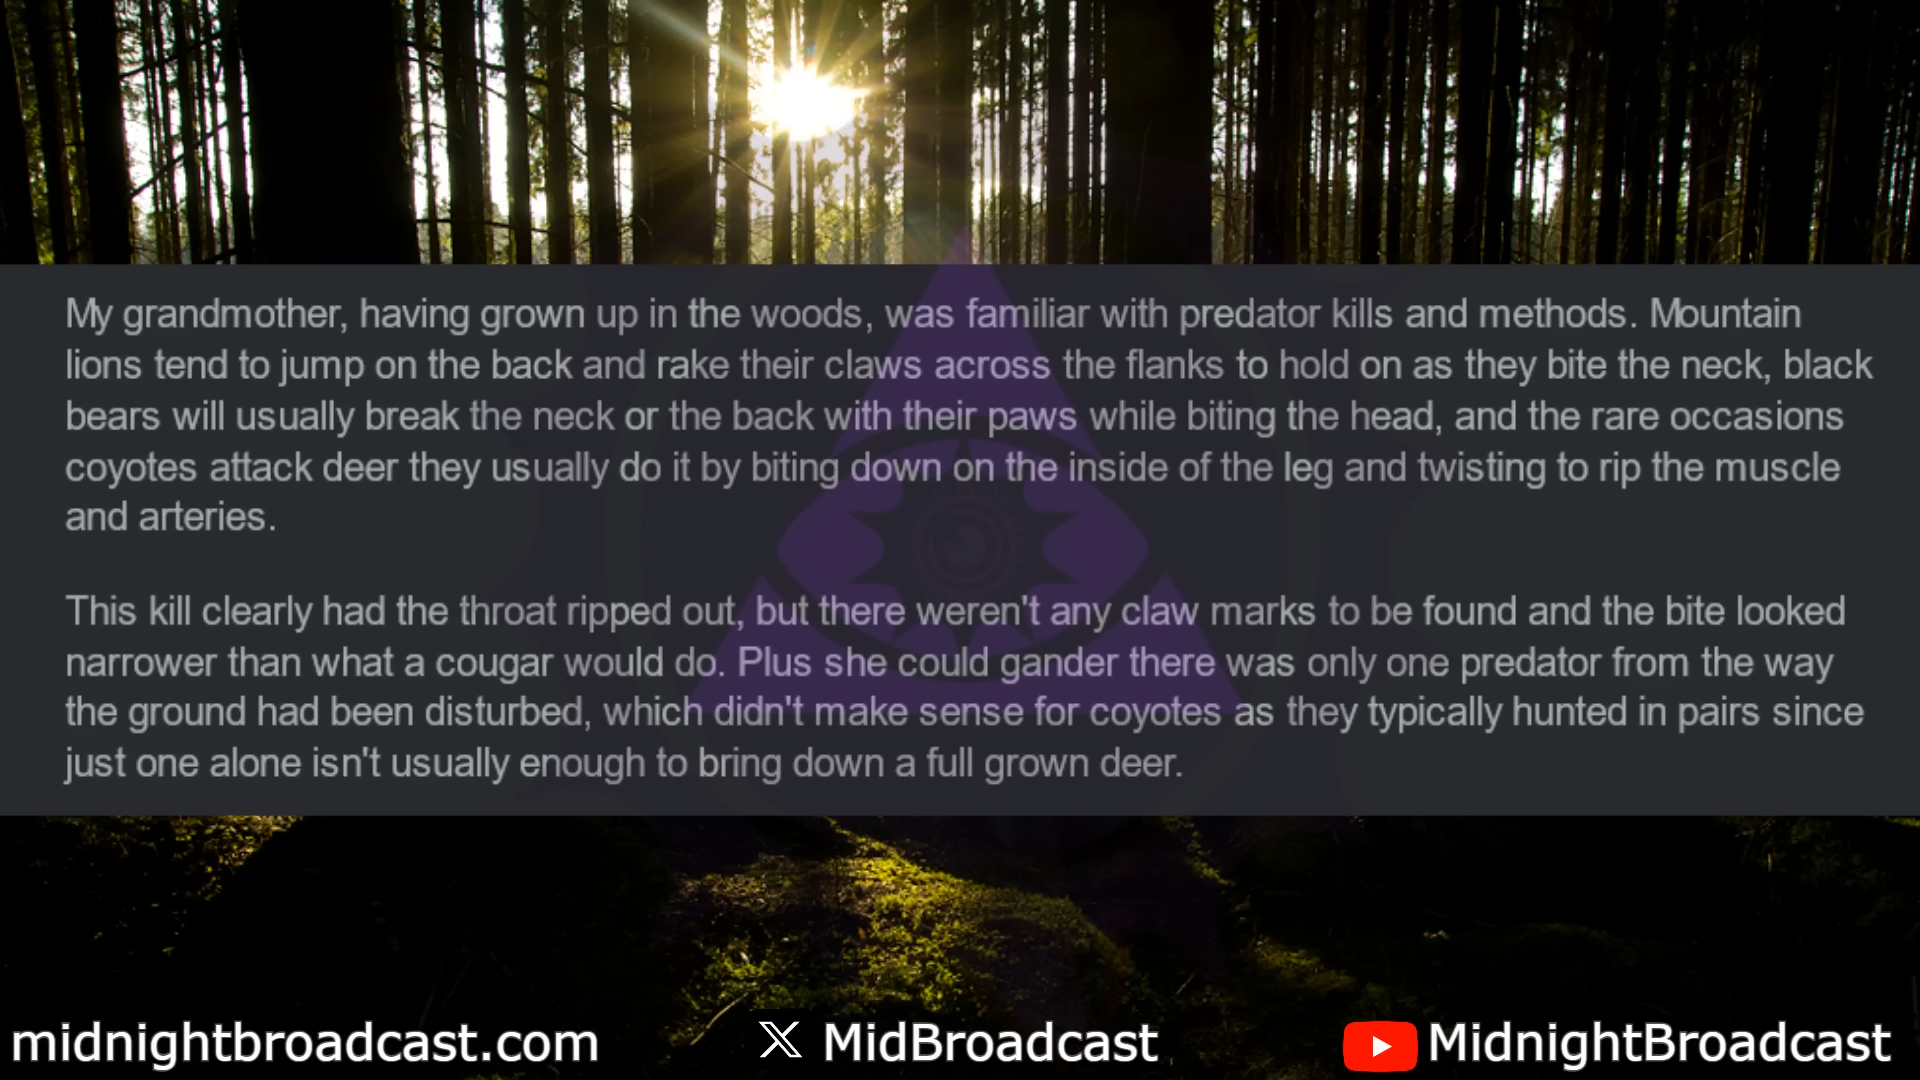 My grandmother, having grown up in the woods, was familiar with predator kills and methods. Mountain
lions tend to jump on the back and rake their claws across the flanks to hold on as they bite the neck, black
bears will usually break the neck or the back with their paws while biting the head, and the rare occasions
coyotes attack deer they usually do it by biting down on the inside of the leg and twisting to rip the muscle
and arteries.
This kill clearly had the throat ripped out, but there weren't any claw marks to be found and the bite looked
narrower than what a cougar would do. Plus she could gander there was only one predator from the way
the ground had been disturbed, which didn't make sense for coyotes as they typically hunted in pairs since
just one alone isn't usually enough to bring down a full grown deer.
midnightbroadcast.com
MidBroadcast
MidnightBroadcast